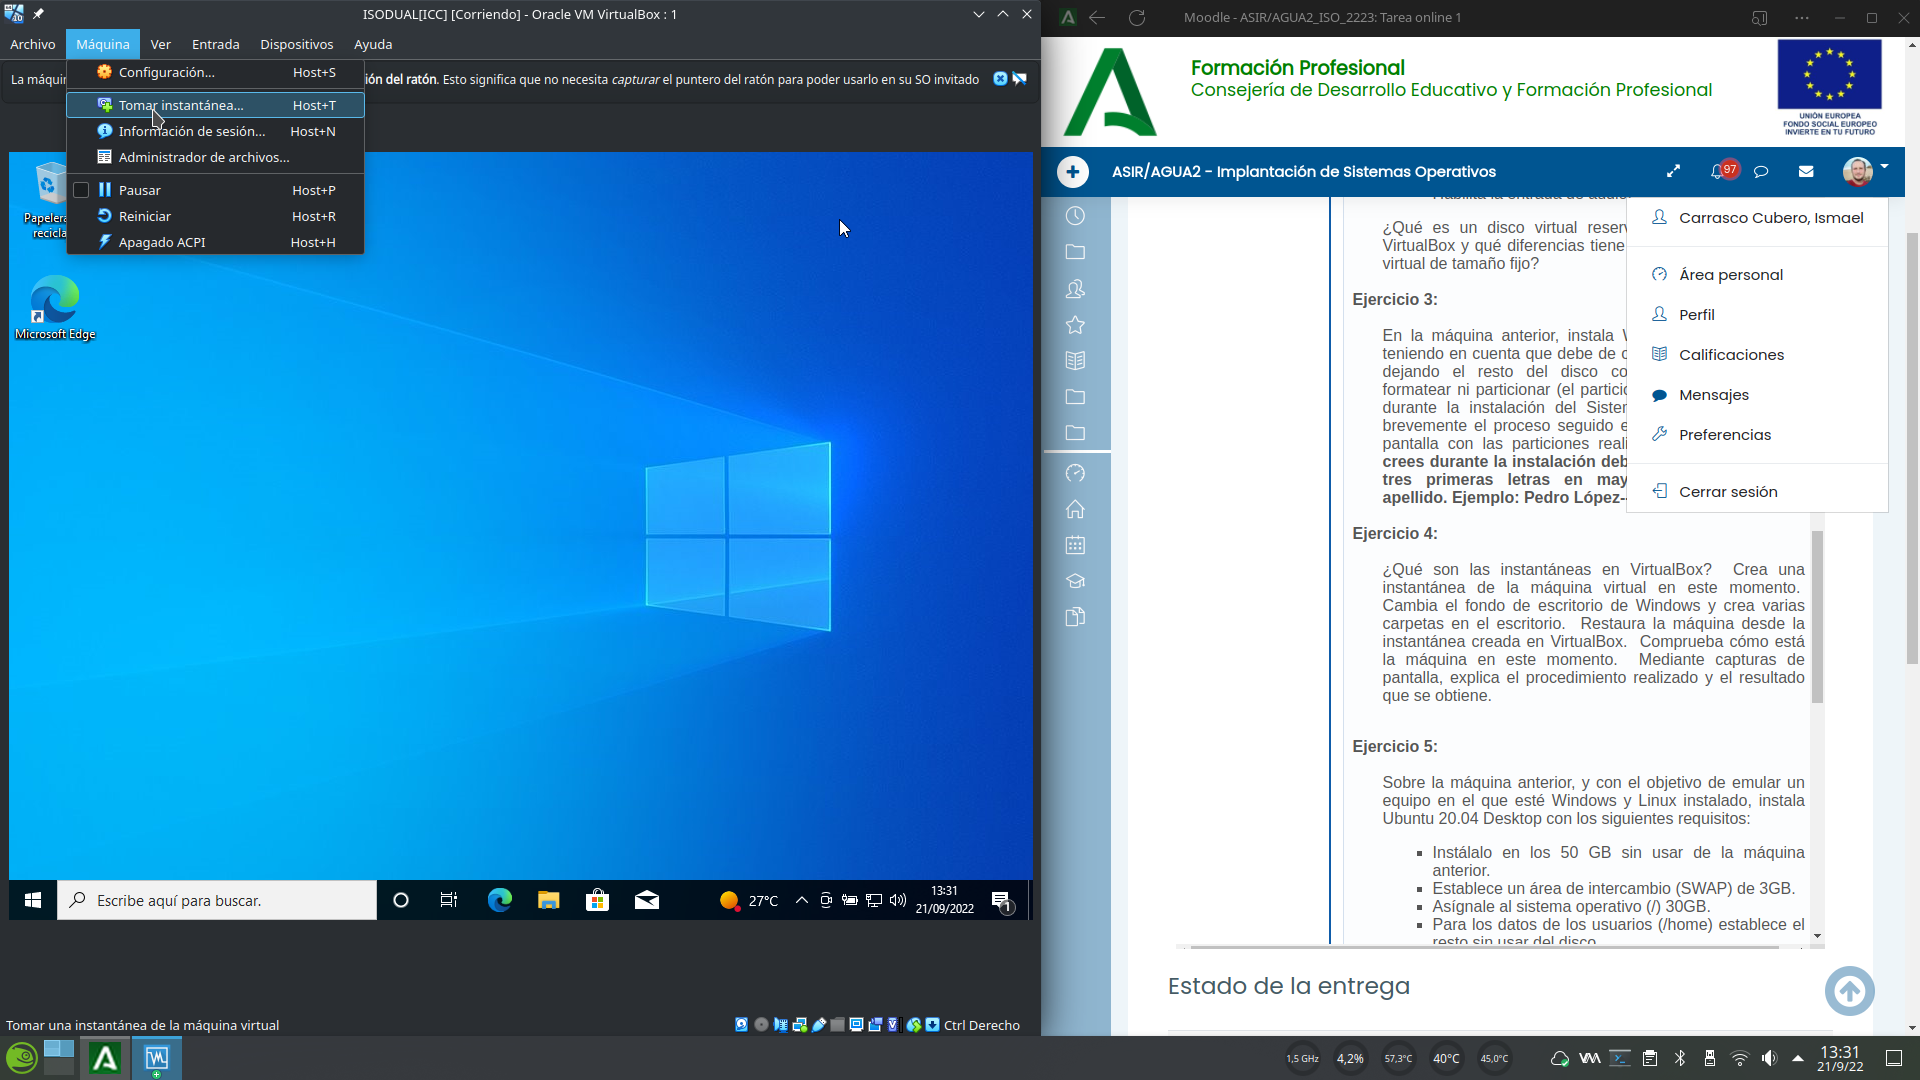 ISODUAL[ICC] [Corriendo] - Oracle VM VirtualBox : 1
Archivo Máquina Ver Entrada Dispositivos Ayuda
La máquin
ión del ratón. Esto significa que no necesita capturar el puntero del ratón para poder usarlo en su SO invitado
Configuración... Host+S
Tomar instantánea... Host+T
Información de sesión... Host+N
Administrador de archivos...
Pausar Host+P
Reiniciar Host+R
Apagado ACPI Host+H
Papelera
recicla
Microsoft Edge
Escribe aquí para buscar.
27°C
13:31
21/09/2022
1
Tomar una instantánea de la máquina virtual
Ctrl Derecho
Moodle - ASIR/AGUA2_ISO_2223: Tarea online 1
Formación Profesional
Consejería de Desarrollo Educativo y Formación Profesional
UNIÓN EUROPEA
FONDO SOCIAL EUROPEO
INVIERTE EN TU FUTURO
ASIR/AGUA2 - Implantación de Sistemas Operativos
97
Carrasco Cubero, Ismael
Área personal
Perfil
Calificaciones
Mensajes
Preferencias
Cerrar sesión
Habilita la entrada de audio
¿Qué es un disco virtual reserv
VirtualBox y qué diferencias tiene
virtual de tamaño fijo?
Ejercicio 3:
En la máquina anterior, instala W
teniendo en cuenta que debe de o
dejando el resto del disco co
formatear ni particionar (el particio
durante la instalación del Sister
brevemente el proceso seguido e
pantalla con las particiones reali
crees durante la instalación deb
tres primeras letras en may
apellido. Ejemplo: Pedro López-
Ejercicio 4:
¿Qué son las instantáneas en VirtualBox? Crea una
instantánea de la máquina virtual en este momento.
Cambia el fondo de escritorio de Windows y crea varias
carpetas en el escritorio. Restaura la máquina desde la
instantánea creada en VirtualBox. Comprueba cómo está
la máquina en este momento. Mediante capturas de
pantalla, explica el procedimiento realizado y el resultado
que se obtiene.
Ejercicio 5:
Sobre la máquina anterior, y con el objetivo de emular un
equipo en el que esté Windows y Linux instalado, instala
Ubuntu 20.04 Desktop con los siguientes requisitos:
Instálalo en los 50 GB sin usar de la máquina
anterior.
Establece un área de intercambio (SWAP) de 3GB.
Asígnale al sistema operativo (/) 30GB.
Para los datos de los usuarios (/home) establece el
resto sin usar del disco
Estado de la entrega
1,5 GHz 4,2% 57,3°C 40°C 45,0°C
13:31
21/9/22